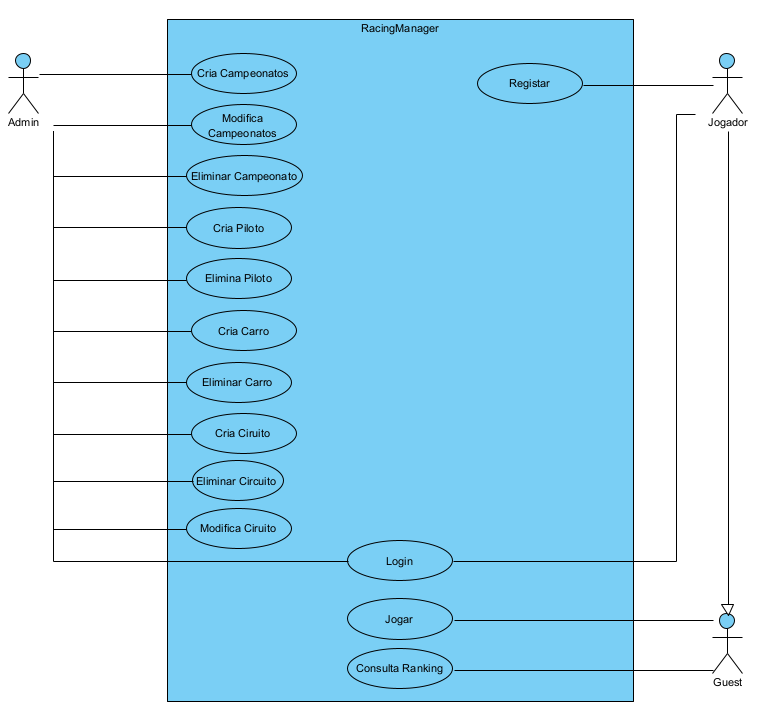 RacingManager
Cria Campeonatos
Registar
Admin
Jogador
Modifica
Campeonatos
Eliminar Campeonato
Cria Piloto
Elimina Piloto
Cria Carro
Eliminar Carro
Cria Ciruito
Eliminar Circuito
Modifica Ciruito
Login
Jogar
Consulta Ranking
Guest